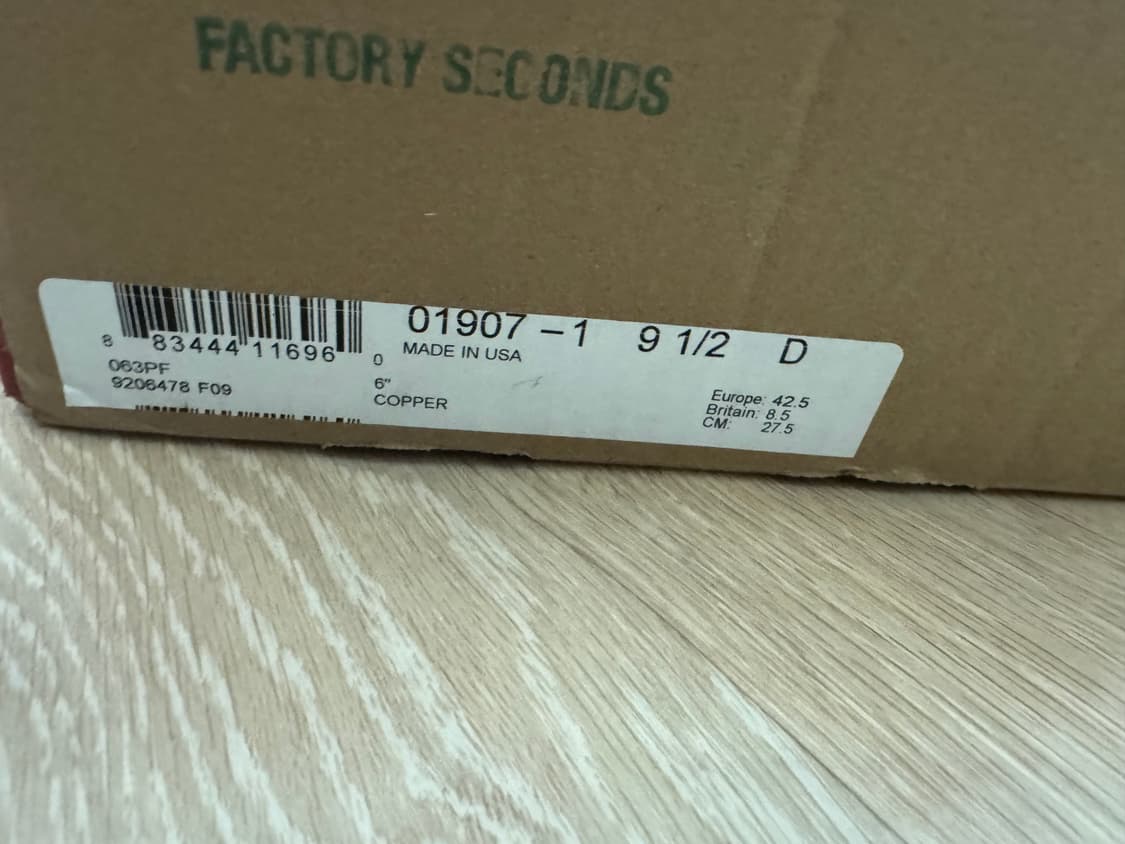 FACTORY SECONDS
01907 – 1 9 1/2 D
8 83444 11696 0
MADE IN USA
063PF
9206478 F09
6"
COPPER
Europe: 42.5
Britain: 8.5
CM: 27.5